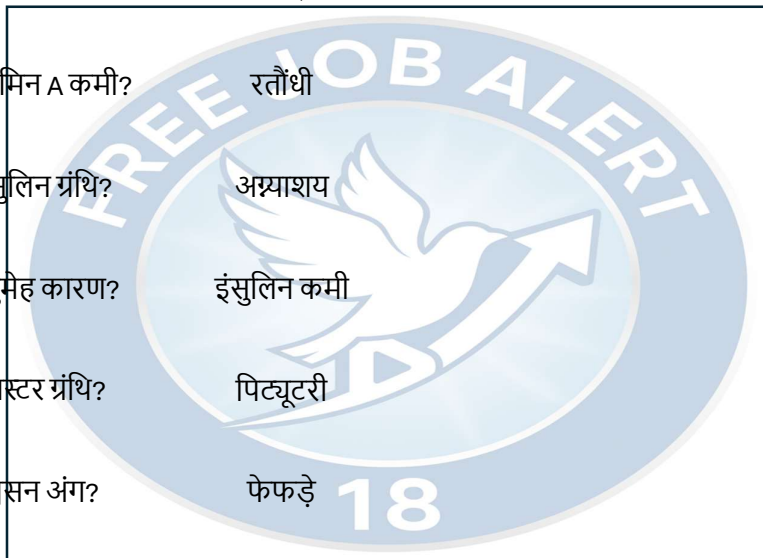 FREE JOB ALERT
मिन A कमी? रतौंधी
ुलिन ग्रंथि? अग्न्याशय
मेह कारण? इंसुलिन कमी
स्टर ग्रंथि? पिट्यूटरी
सन अंग? फेफड़े
18